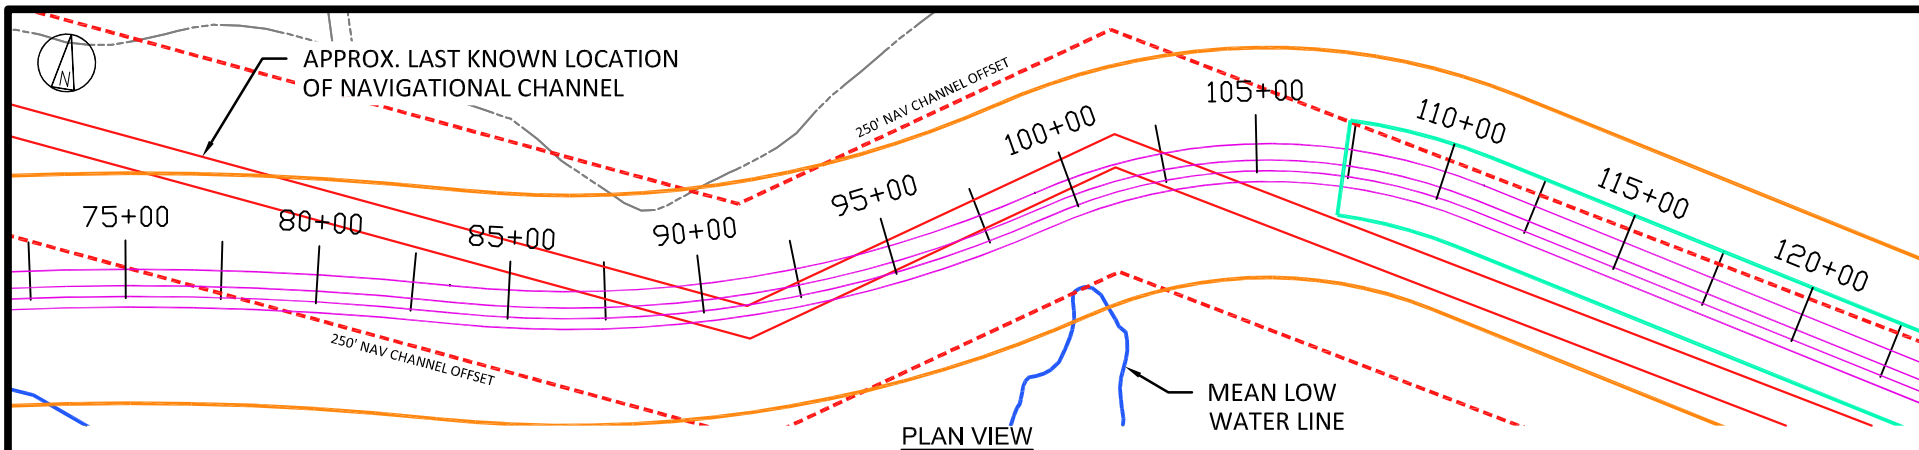 N
APPROX. LAST KNOWN LOCATION
OF NAVIGATIONAL CHANNEL
250' NAV CHANNEL OFFSET
75+00
80+00
85+00
90+00
95+00
100+00
105+00
110+00
115+00
120+00
250' NAV CHANNEL OFFSET
MEAN LOW
WATER LINE
PLAN VIEW